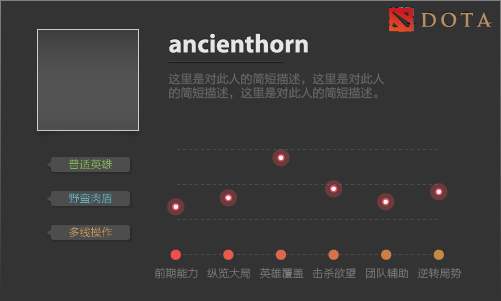 DOTA
ancienthorn
这里是对此人的简短描述，这里是对此人
的简短描述，这里是对此人的简短描述。
普适英雄
野蛮肉盾
多线操作
前期能力 纵览大局 英雄覆盖 击杀欲望 团队辅助 逆转局势